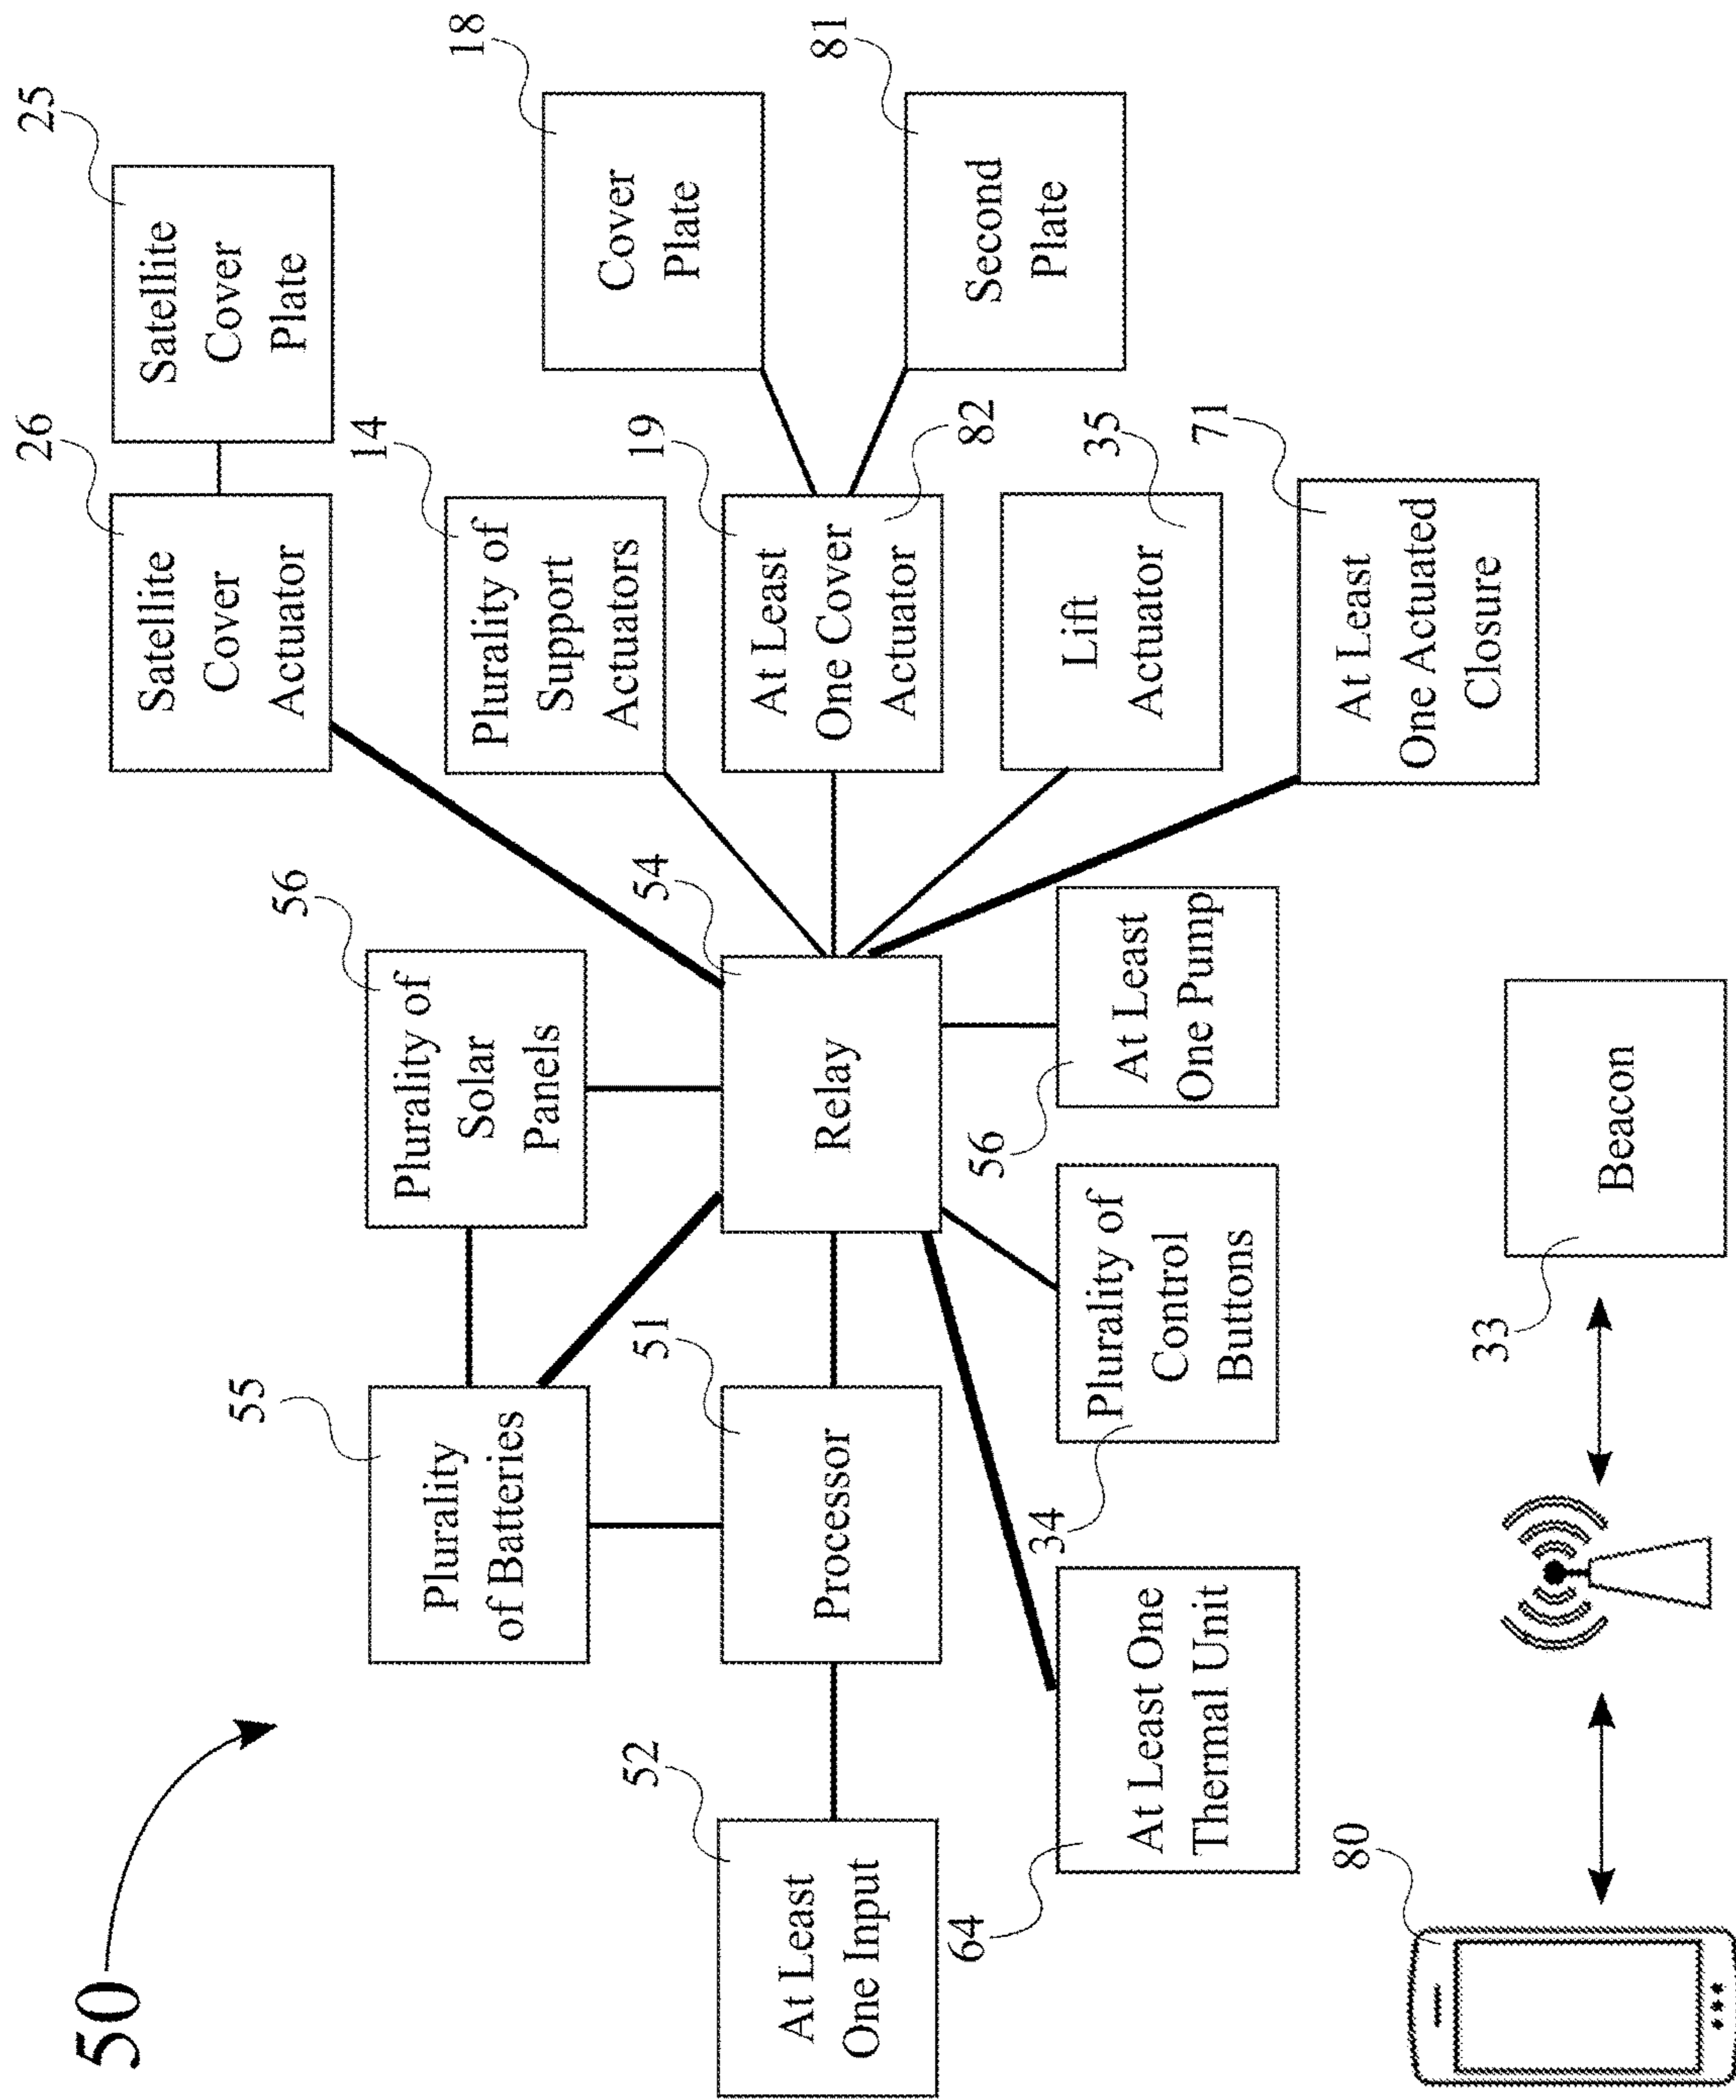 50
25
Satellite
Cover
Plate
26
Satellite
Cover
Actuator
18
Cover
Plate
14
Plurality of
Support
Actuators
56
Plurality of
Solar
Panels
55
Plurality
of Batteries
81
Second
Plate
19
At Least
One Cover
Actuator
82
54
Relay
51
Processor
52
At Least
One Input
35
Lift
Actuator
71
At Least
One Actuated
Closure
56
At Least
One Pump
34
Plurality of
Control
Buttons
64
At Least One
Thermal Unit
33
Beacon
80